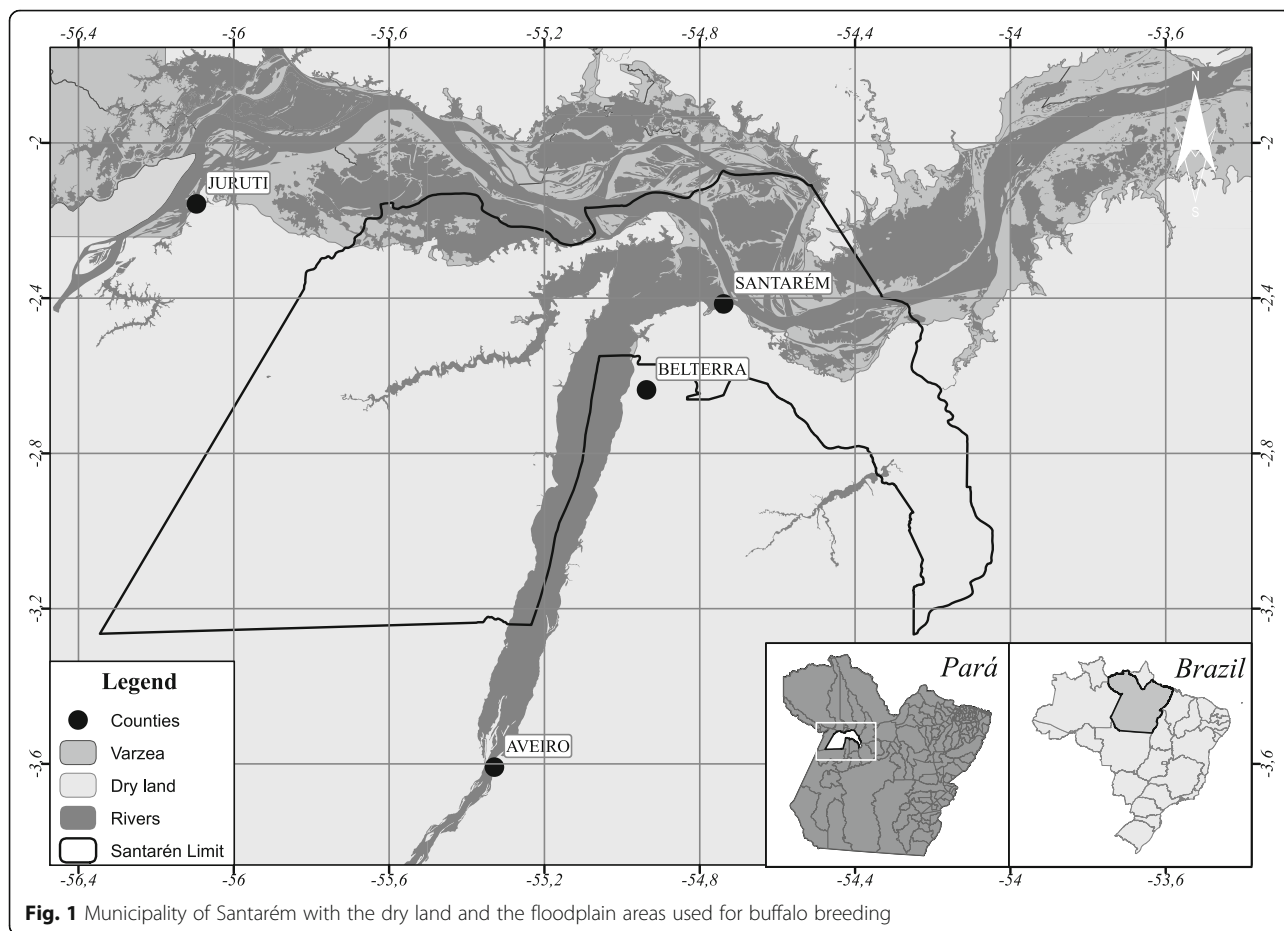 -56,4 -56 -55,6 -55,2 -54,8 -54,4 -54 -53,6
N
-2 -2
JURUTI
S
SANTARÉM
-2,4 -2,4
BELTERRA
-2,8 -2,8
-3,2 -3,2
Legend
Counties
Varzea
Dry land
Rivers
Santarén Limit
AVEIRO
Pará
Brazil
-3,6 -3,6
-56,4 -56 -55,6 -55,2 -54,8 -54,4 -54 -53,6
Fig. 1 Municipality of Santarém with the dry land and the floodplain areas used for buffalo breeding